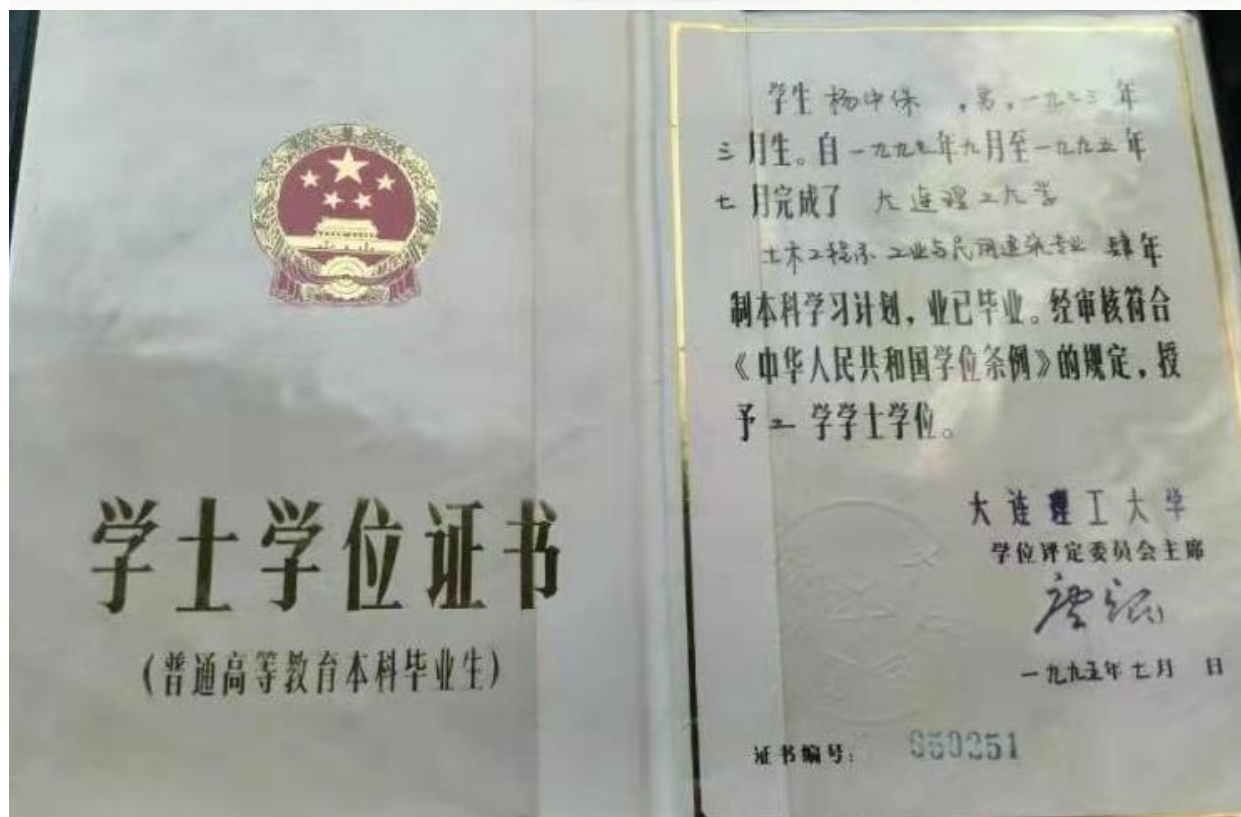 学士学位证书
(普通高等教育本科毕业生)
学生 杨中保 ，男，一九七三年
三月生。自一九九一年九月至一九九五年
七月完成了 大连理工大学
土木工程系 工业与民用建筑专业 肆年
制本科学习计划，业已毕业。经审核符合
《中华人民共和国学位条例》的规定，授
予 工 学学士学位。
大连理工大学
学位评定委员会主席
一九九五年七月 日
证书编号： 950251